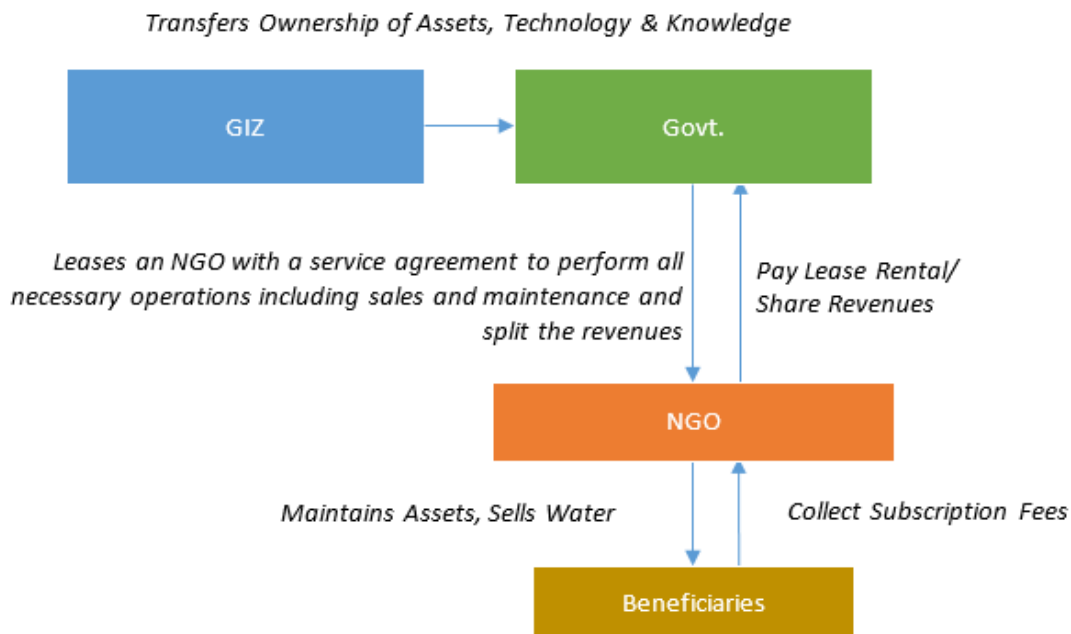 Transfers Ownership of Assets, Technology & Knowledge
GIZ
Govt.
Leases an NGO with a service agreement to perform all
necessary operations including sales and maintenance and
split the revenues
Pay Lease Rental/
Share Revenues
NGO
Maintains Assets, Sells Water
Collect Subscription Fees
Beneficiaries